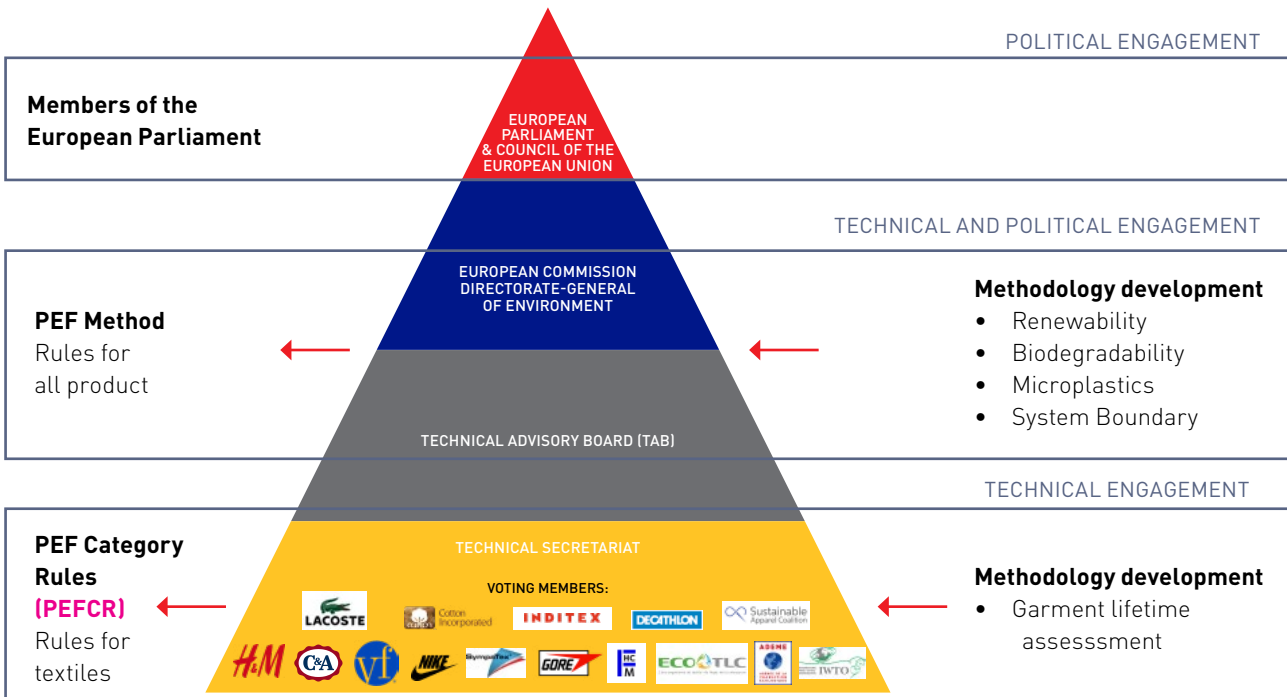 POLITICAL ENGAGEMENT
Members of the
European Parliament
EUROPEAN
PARLIAMENT
& COUNCIL OF THE
EUROPEAN UNION
TECHNICAL AND POLITICAL ENGAGEMENT
EUROPEAN COMMISSION
DIRECTORATE-GENERAL
OF ENVIRONMENT
PEF Method
Rules for
all product
Methodology development
• Renewability
• Biodegradability
• Microplastics
• System Boundary
TECHNICAL ADVISORY BOARD (TAB)
TECHNICAL ENGAGEMENT
PEF Category
Rules
(PEFCR)
Rules for
textiles
TECHNICAL SECRETARIAT
VOTING MEMBERS:
LACOSTE
Cotton
Incorporated
INDITEX
DECATHLON
Sustainable
Apparel Coalition
H&M
C&A
vf
NIKE
Sympatex
GORE
HC
M
ECO TLC
ADEME
IWTO
Methodology development
• Garment lifetime
assesssment